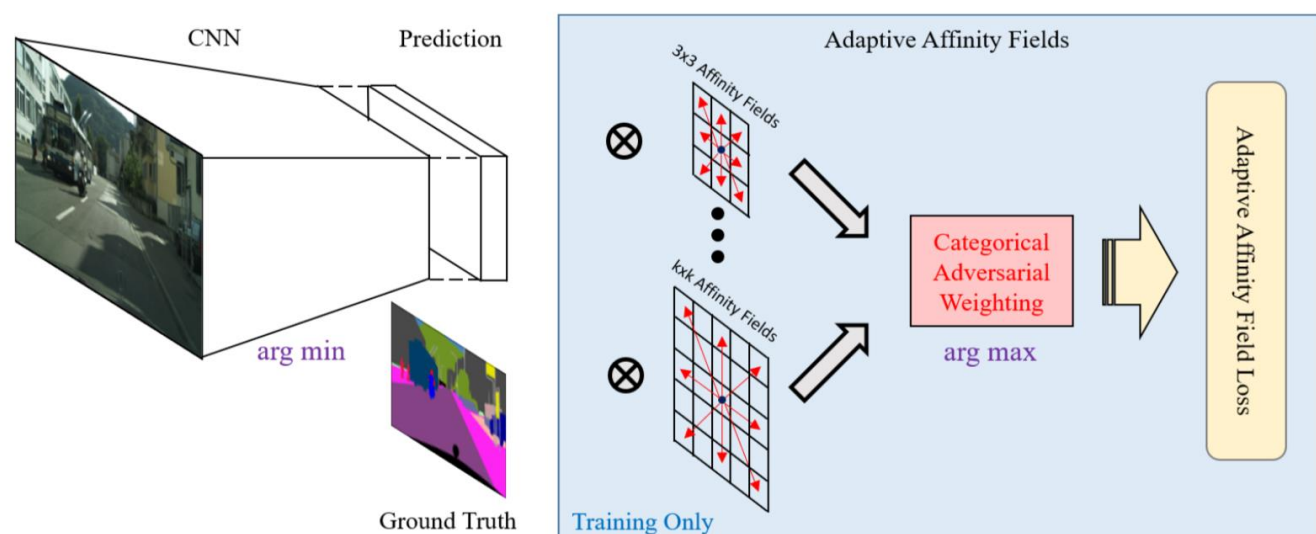 CNN
Prediction
arg min
Ground Truth
Adaptive Affinity Fields
3x3 Affinity Fields
kxk Affinity Fields
Categorical
Adversarial
Weighting
arg max
Adaptive Affinity Field Loss
Training Only